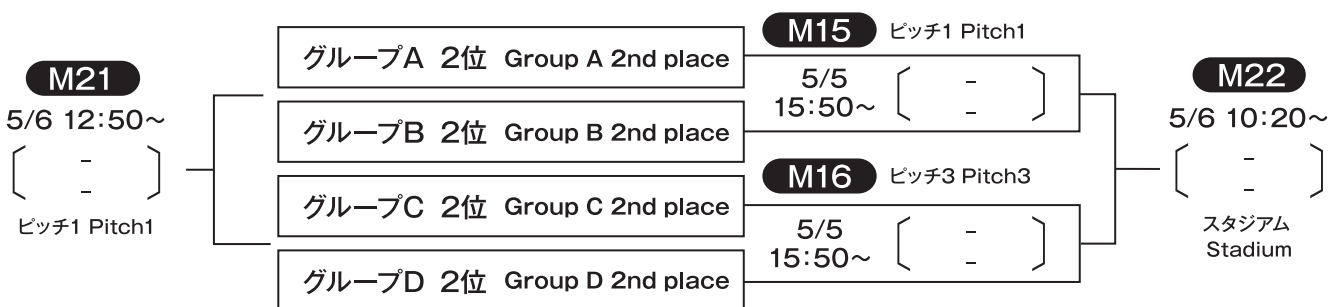 M21
5/6 12:50~
〔 - - 〕
ピッチ1 Pitch1
グループA 2位 Group A 2nd place
グループB 2位 Group B 2nd place
グループC 2位 Group C 2nd place
グループD 2位 Group D 2nd place
M15 ピッチ1 Pitch1
5/5
15:50~
〔 - - 〕
M16 ピッチ3 Pitch3
5/5
15:50~
〔 - - 〕
M22
5/6 10:20~
〔 - - 〕
スタジアム
Stadium